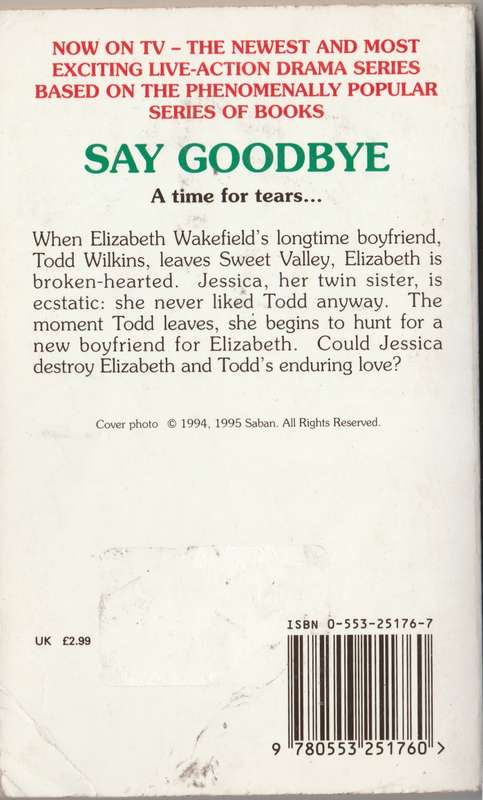 NOW ON TV – THE NEWEST AND MOST
EXCITING LIVE-ACTION DRAMA SERIES
BASED ON THE PHENOMENALLY POPULAR
SERIES OF BOOKS
SAY GOODBYE
A time for tears...
When Elizabeth Wakefield's longtime boyfriend,
Todd Wilkins, leaves Sweet Valley, Elizabeth is
broken-hearted. Jessica, her twin sister, is
ecstatic: she never liked Todd anyway. The
moment Todd leaves, she begins to hunt for a
new boyfriend for Elizabeth. Could Jessica
destroy Elizabeth and Todd's enduring love?
Cover photo © 1994, 1995 Saban. All Rights Reserved.
UK £2.99
ISBN 0-553-25176-7
9 780553 251760 >